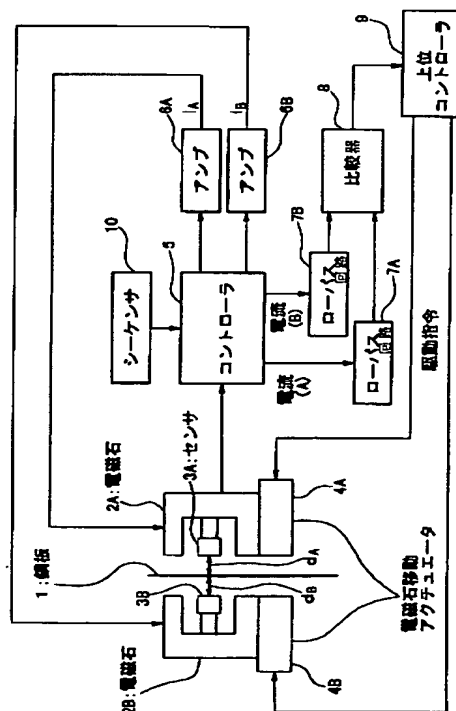 1：鋼板
2A：電磁石
3A：センサ
3B
dA
dB
2B：電磁石
4A
4B
電磁石移動
アクチュエータ
10
シーケンサ
5
コントローラ
6A
アンプ
IA
6B
アンプ
IB
電流
(B)
電流
(A)
7B
ローパス
回路
7A
ローパス
回路
8
比較器
9
上位
コントローラ
駆動指令